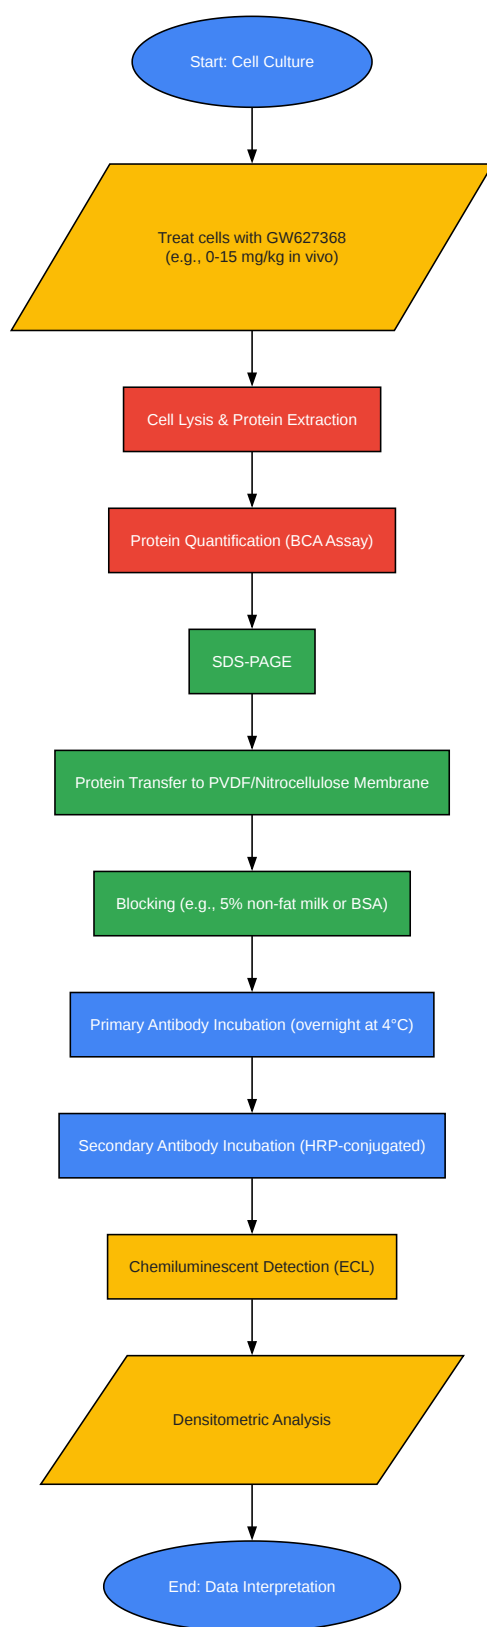 Start: Cell Culture
Treat cells with GW627368
(e.g., 0-15 mg/kg in vivo)
Cell Lysis & Protein Extraction
Protein Quantification (BCA Assay)
SDS-PAGE
Protein Transfer to PVDF/Nitrocellulose Membrane
Blocking (e.g., 5% non-fat milk or BSA)
Primary Antibody Incubation (overnight at 4°C)
Secondary Antibody Incubation (HRP-conjugated)
Chemiluminescent Detection (ECL)
Densitometric Analysis
End: Data Interpretation